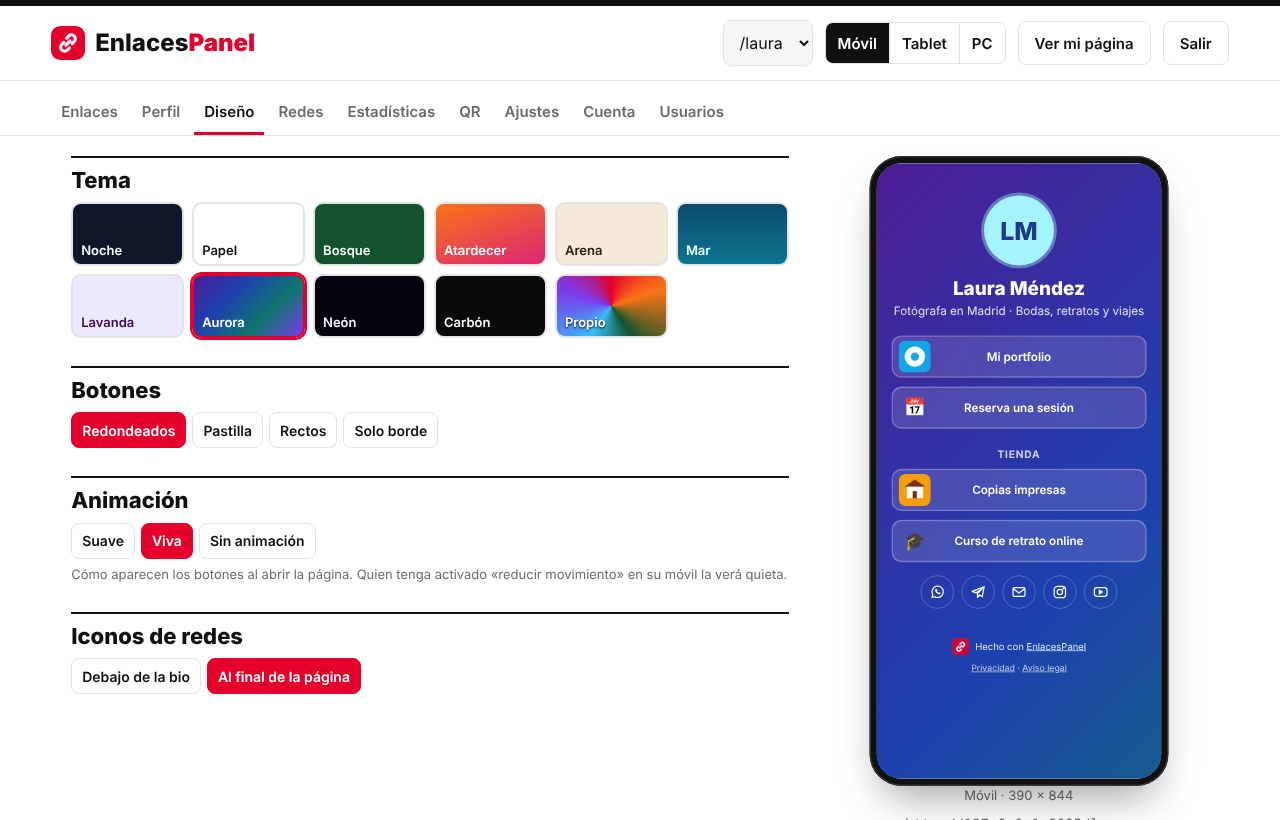 EnlacesPanel
/laura
Móvil Tablet PC
Ver mi página
Salir
Enlaces Perfil Diseño Redes Estadísticas QR Ajustes Cuenta Usuarios
Tema
Noche Papel Bosque Atardecer Arena Mar
Lavanda Aurora Neón Carbón Propio
Botones
Redondeados Pastilla Rectos Solo borde
Animación
Suave Viva Sin animación
Cómo aparecen los botones al abrir la página. Quien tenga activado «reducir movimiento» en su móvil la verá quieta.
Iconos de redes
Debajo de la bio Al final de la página
LM
Laura Méndez
Fotógrafa en Madrid · Bodas, retratos y viajes
Mi portfolio
July
17
Reserva una sesión
TIENDA
Copias impresas
Curso de retrato online
Hecho con EnlacesPanel
Privacidad · Aviso legal
Móvil · 390 × 844